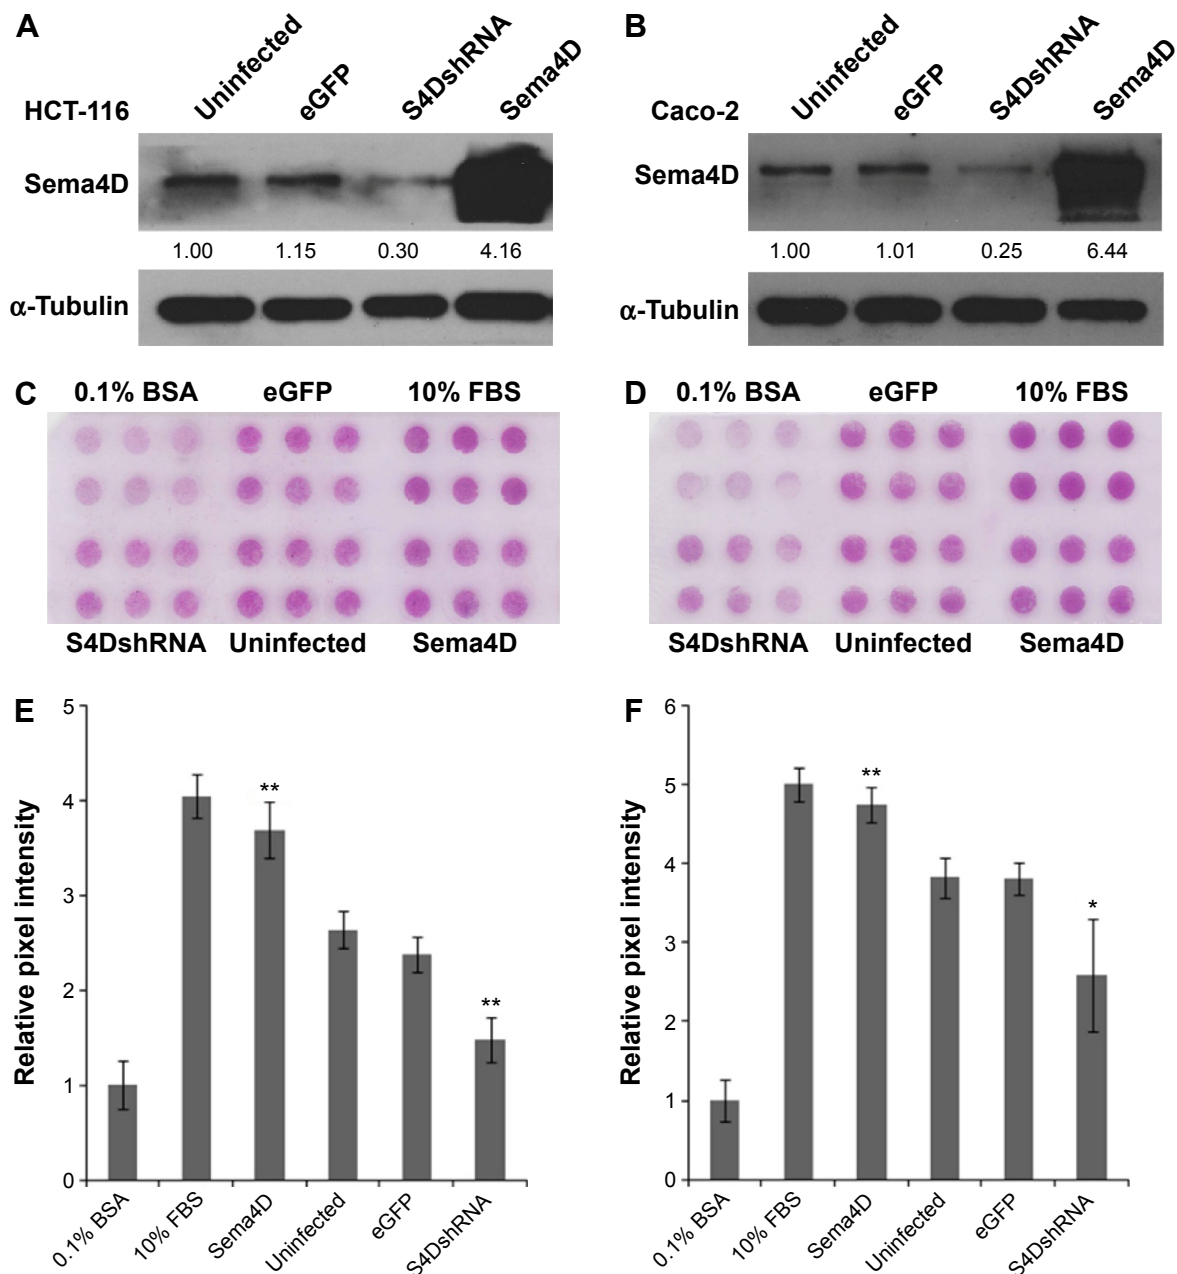 A
Uninfected
eGFP
S4DshRNA
Sema4D
HCT-116
Sema4D
1.00 1.15 0.30 4.16
α-Tubulin
B
Uninfected
eGFP
S4DshRNA
Sema4D
Caco-2
Sema4D
1.00 1.01 0.25 6.44
α-Tubulin
C
0.1% BSA eGFP 10% FBS
S4DshRNA Uninfected Sema4D
D
0.1% BSA eGFP 10% FBS
S4DshRNA Uninfected Sema4D
E
Relative pixel intensity
5
4
3
2
1
0
**
**
0.1% BSA
10% FBS
Sema4D
Uninfected
eGFP
S4DshRNA
F
Relative pixel intensity
6
5
4
3
2
1
0
**
*
0.1% BSA
10% FBS
Sema4D
Uninfected
eGFP
S4DshRNA